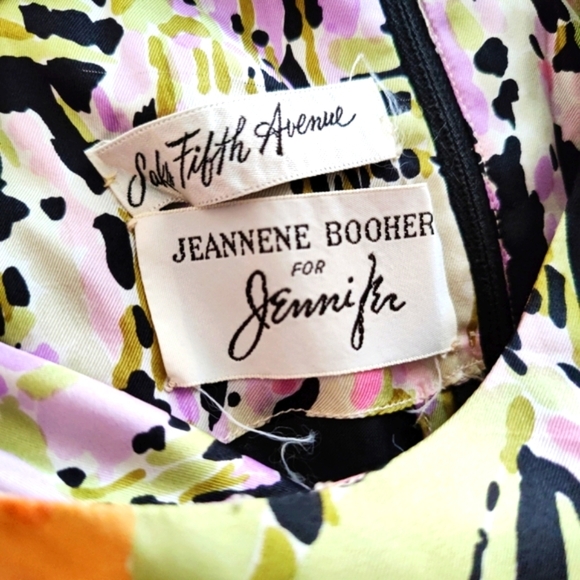 Saks Fifth Avenue
JEANNENE BOOHER
FOR
Jennifer